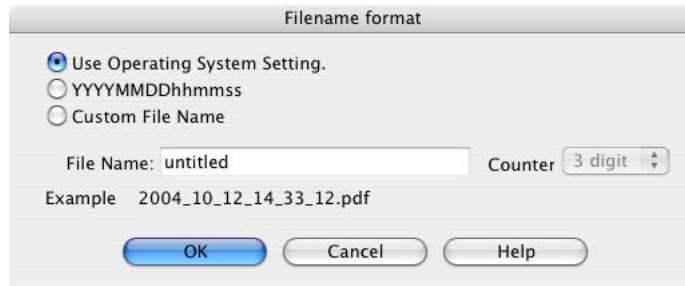 Filename format
Use Operating System Setting.
YYYYMMDDhhmmss
Custom File Name
File Name: untitled Counter 3 digit
Example 2004_10_12_14_33_12.pdf
OK Cancel Help